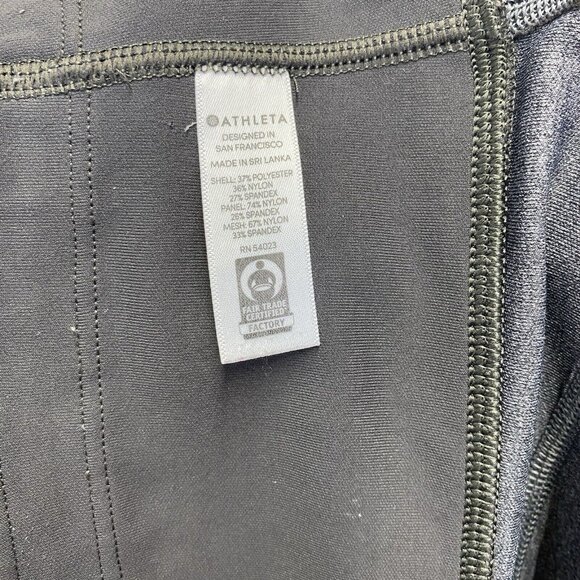 ATHLETA
DESIGNED IN
SAN FRANCISCO
MADE IN SRI LANKA
SHELL: 37% POLYESTER
36% NYLON
27% SPANDEX
PANEL: 74% NYLON
26% SPANDEX
MESH: 67% NYLON
33% SPANDEX
RN 54023
FAIR TRADE
CERTIFIED
FACTORY